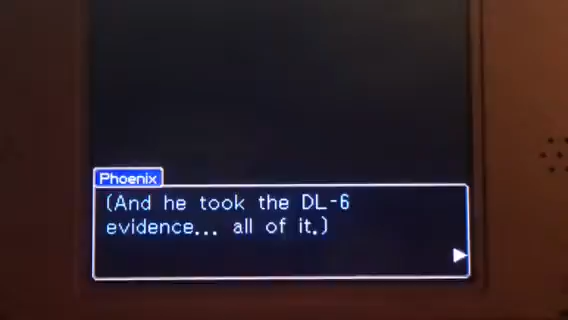 Phoenix
(And he took the DL-6
evidence... all of it.)